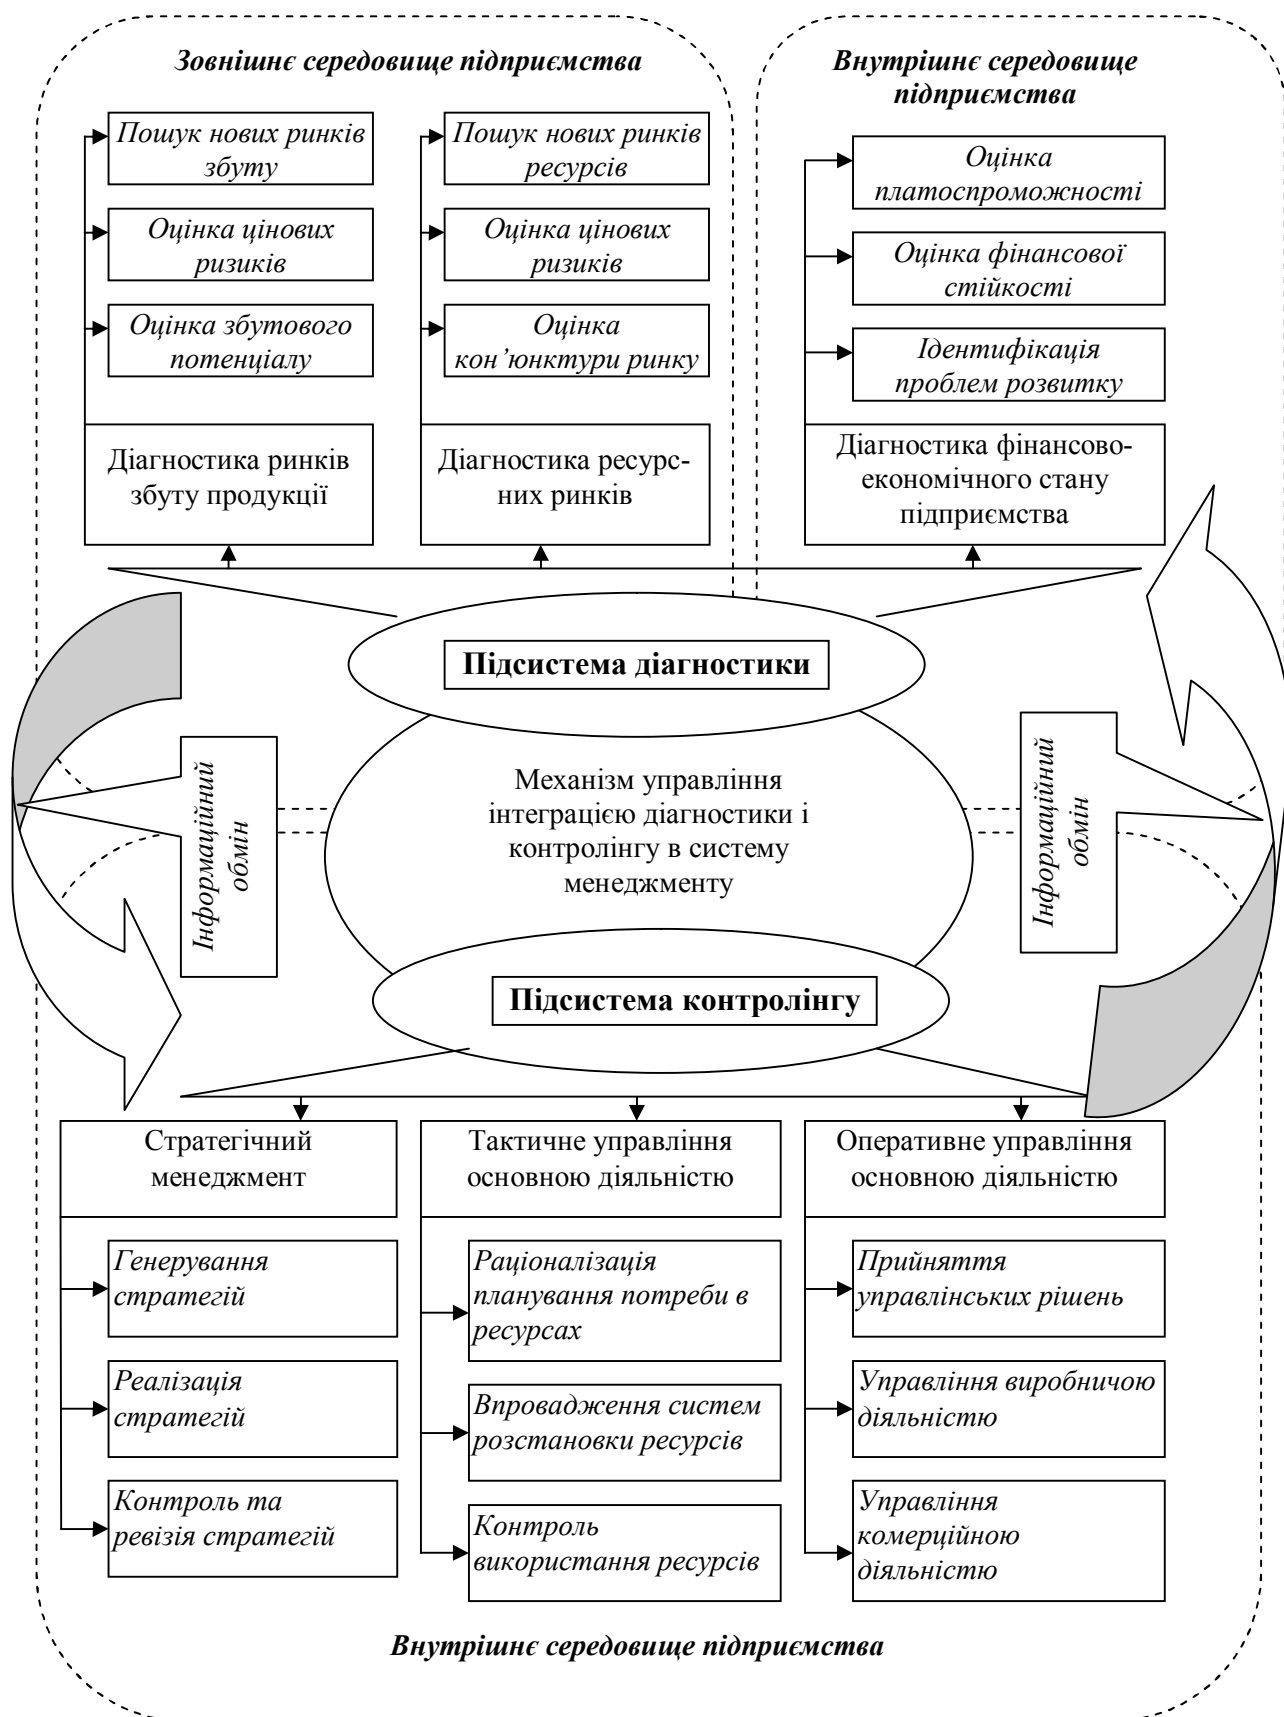 Зовнішнє середовище підприємства
Пошук нових ринків
збуту
Оцінка цінових
ризиків
Оцінка збутового
потенціалу
Діагностика ринків
збуту продукції
Пошук нових ринків
ресурсів
Оцінка цінових
ризиків
Оцінка
кон’юнктури ринку
Діагностика ресурс-
них ринків
Внутрішнє середовище
підприємства
Оцінка
платоспроможності
Оцінка фінансової
стійкості
Ідентифікація
проблем розвитку
Діагностика фінансово-
економічного стану
підприємства
Підсистема діагностики
Інформаційний
обмін
Механізм управління
інтеграцією діагностики і
контролінгу в систему
менеджменту
Інформаційний
обмін
Підсистема контролінгу
Стратегічний
менеджмент
Генерування
стратегій
Реалізація
стратегій
Контроль та
ревізія стратегій
Тактичне управління
основною діяльністю
Раціоналізація
планування потреби в
ресурсах
Впровадження систем
розстановки ресурсів
Контроль
використання ресурсів
Оперативне управління
основною діяльністю
Прийняття
управлінських рішень
Управління виробничою
діяльністю
Управління
комерційною
діяльністю
Внутрішнє середовище підприємства